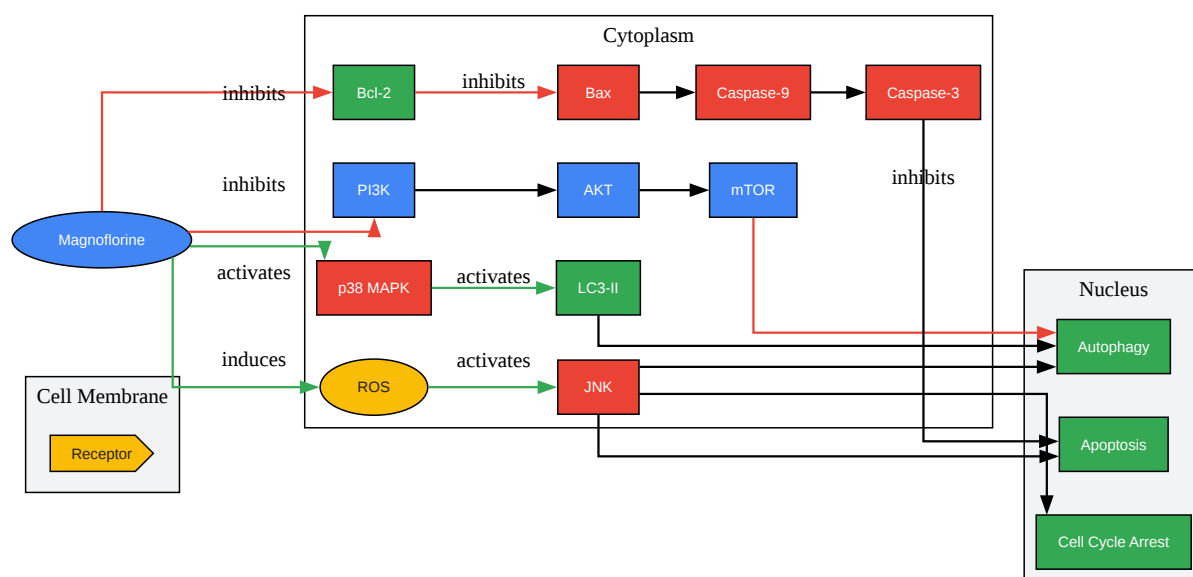 Cytoplasm
inhibits
Bcl-2
inhibits
Bax
Caspase-9
Caspase-3
inhibits
PI3K
AKT
mTOR
inhibits
Magnoflorine
activates
p38 MAPK
activates
LC3-II
Nucleus
Autophagy
induces
ROS
activates
JNK
Cell Membrane
Receptor
Apoptosis
Cell Cycle Arrest